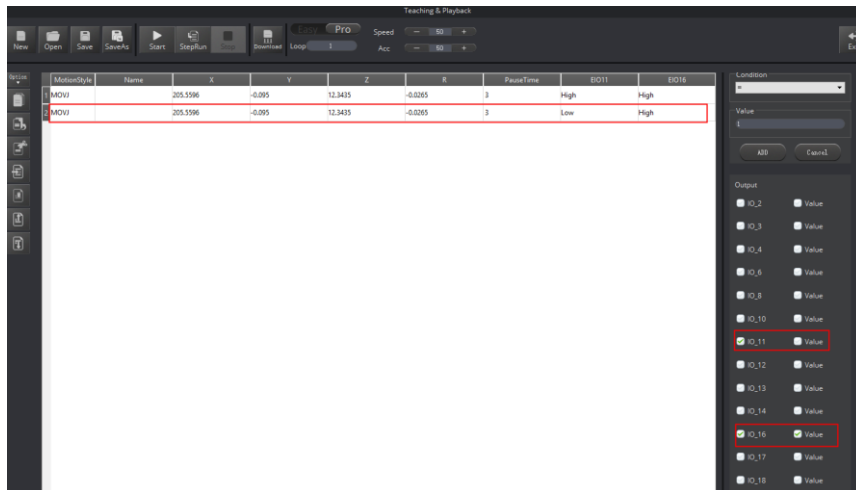 Teaching & Playback
Easy Pro Speed - 50 +
New Open Save SaveAs Start StepRun Stop Download Loop 1 Acc - 50 +
Option
MotionStyle Name X Y Z R PauseTime EIO11 EIO16
1 MOVJ 205.5596 -0.095 12.3435 -0.0265 3 High High
2 MOVJ 205.5596 -0.095 12.3435 -0.0265 3 Low High
Condition
=
Value
1
ADD Cancel
Output
IO_2 Value
IO_3 Value
IO_4 Value
IO_6 Value
IO_8 Value
IO_10 Value
IO_11 Value
IO_12 Value
IO_13 Value
IO_14 Value
IO_16 Value
IO_17 Value
IO_18 Value